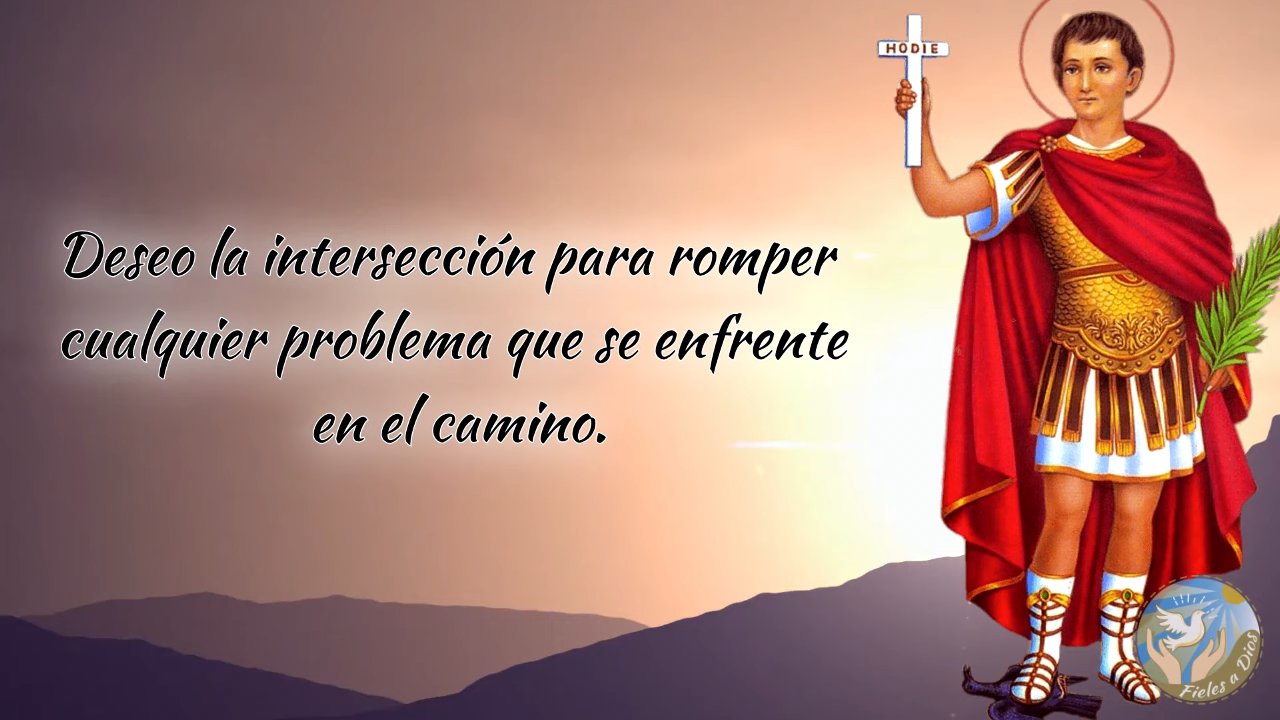 HODIE
Deseo la intersección para romper
cualquier problema que se enfrente
en el camino.
Fieles a Dios